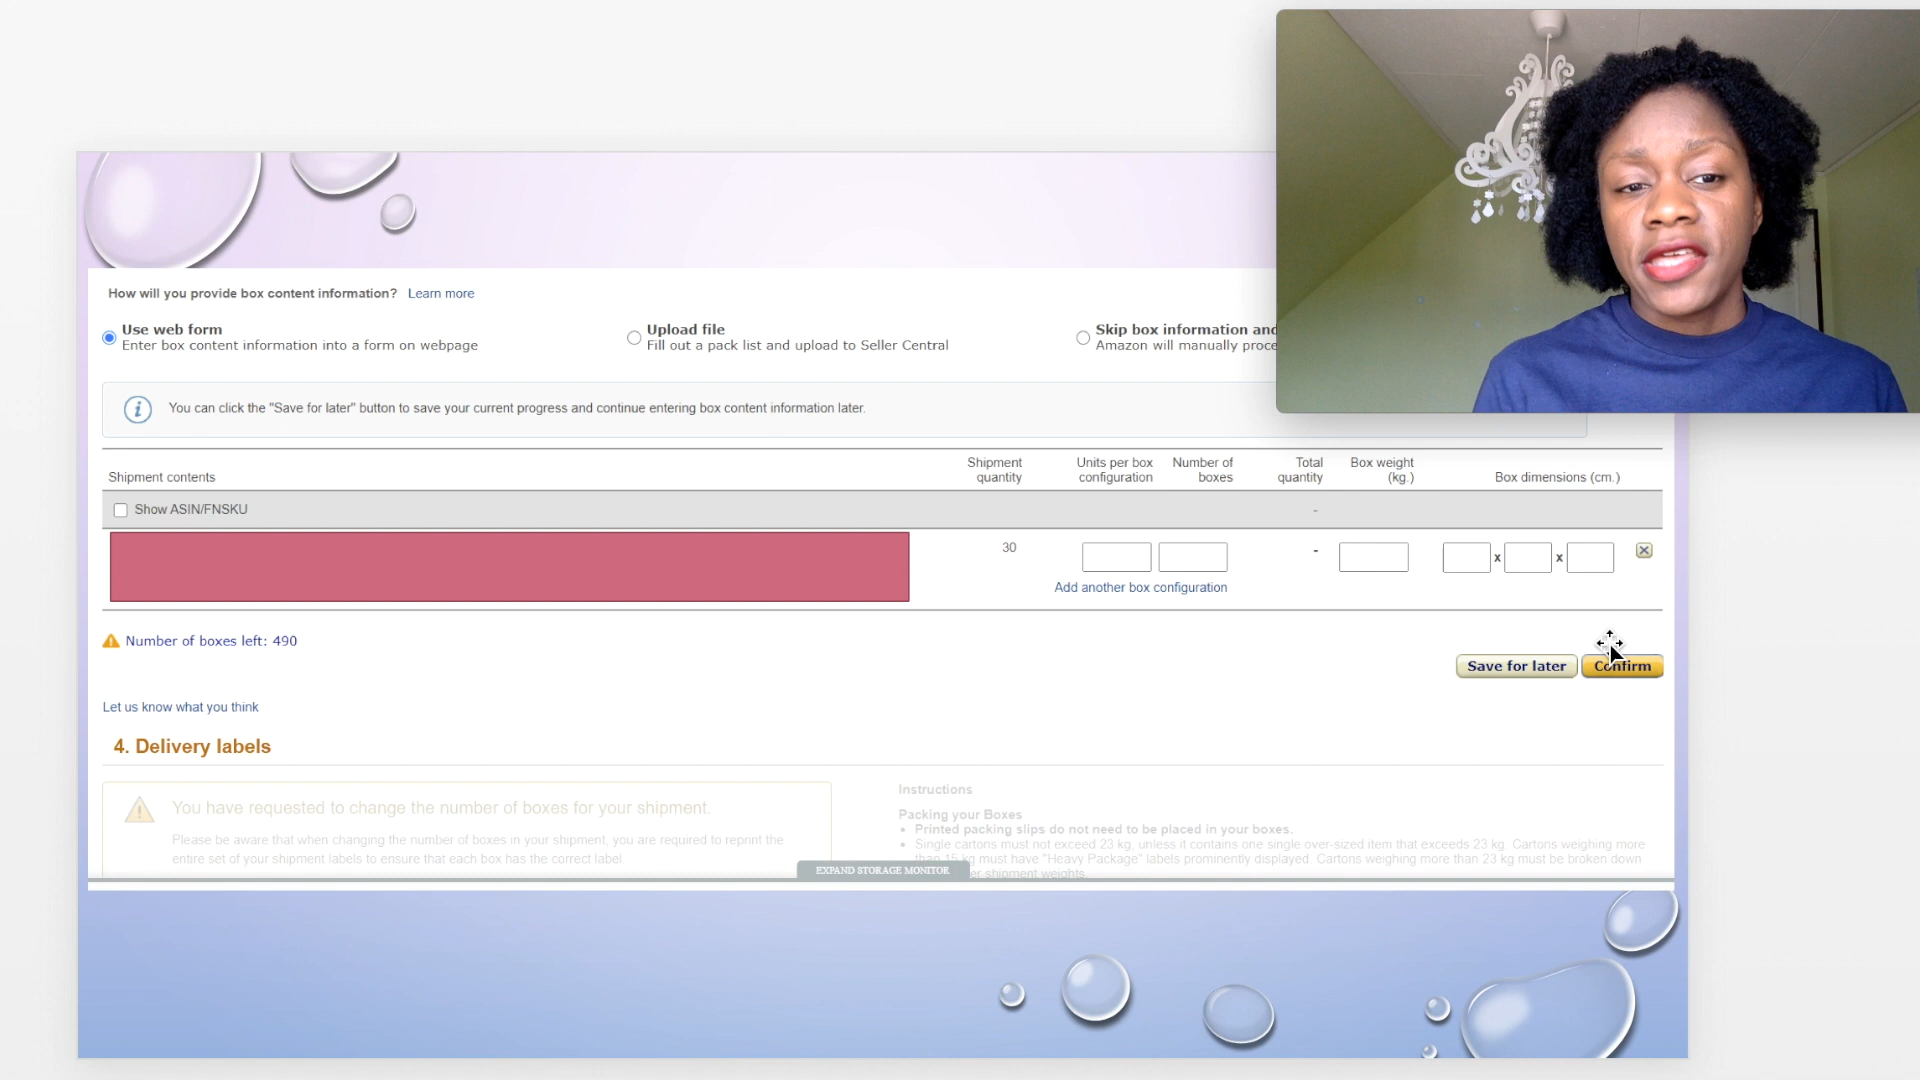 How will you provide box content information? Learn more
Use web form
Enter box content information into a form on webpage
Upload file
Fill out a pack list and upload to Seller Central
Skip box information and
Amazon will manually proce
You can click the "Save for later" button to save your current progress and continue entering box content information later.
Shipment contents
Shipment quantity
Units per box configuration
Number of boxes
Total quantity
Box weight (kg.)
Box dimensions (cm.)
Show ASIN/FNSKU
-
30
-
x
x
Add another box configuration
Number of boxes left: 490
Save for later
Confirm
Let us know what you think
4. Delivery labels
You have requested to change the number of boxes for your shipment.
Please be aware that when changing the number of boxes in your shipment, you are required to reprint the
entire set of your shipment labels to ensure that each box has the correct label
Instructions
Packing your Boxes
• Printed packing slips do not need to be placed in your boxes.
• Single cartons must not exceed 23 kg, unless it contains one single over-sized item that exceeds 23 kg. Cartons weighing more
than 15 kg must have "Heavy Package" labels prominently displayed. Cartons weighing more than 23 kg must be broken down
er shipment weights.
EXPAND STORAGE MONITOR